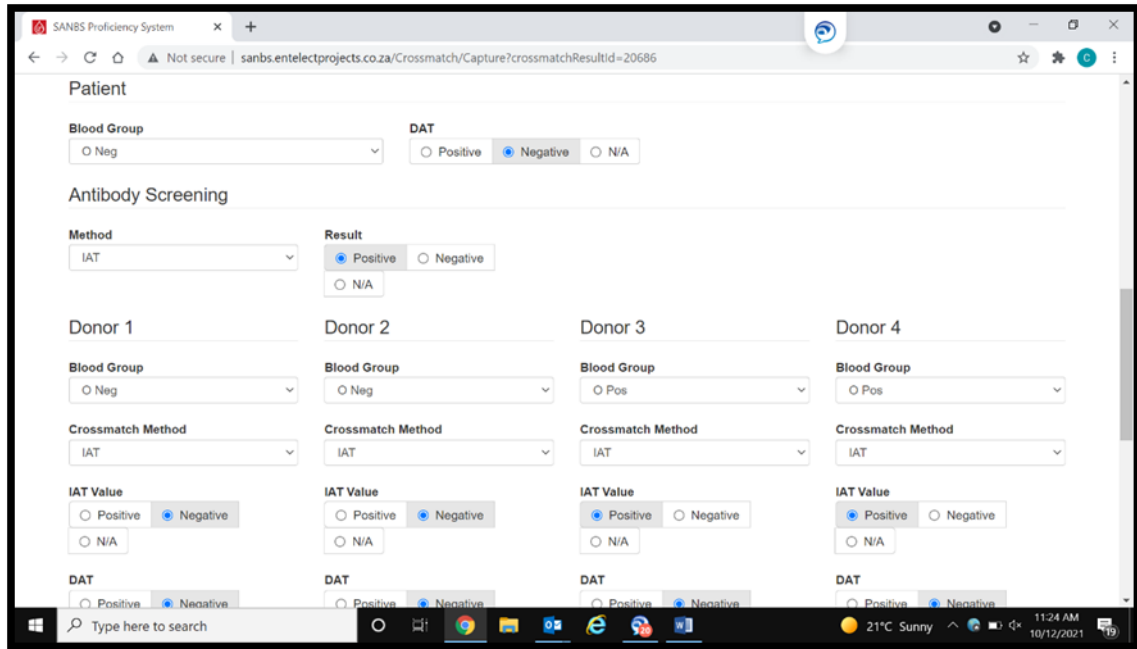 SANBS Proficiency System
Not secure | sanbs.entelectprojects.co.za/Crossmatch/Capture?crossmatchResultId=20686
C
Patient
Blood Group DAT
O Neg Positive Negative N/A
Antibody Screening
Method Result
IAT Positive Negative
N/A
Donor 1 Donor 2 Donor 3 Donor 4
Blood Group Blood Group Blood Group Blood Group
O Neg O Neg O Pos O Pos
Crossmatch Method Crossmatch Method Crossmatch Method Crossmatch Method
IAT IAT IAT IAT
IAT Value IAT Value IAT Value IAT Value
Positive Negative Positive Negative Positive Negative Positive Negative
N/A N/A N/A N/A
DAT DAT DAT DAT
Positive Negative Positive Negative Positive Negative Positive Negative
Type here to search 20 21°C Sunny 11:24 AM
10/12/2021 19